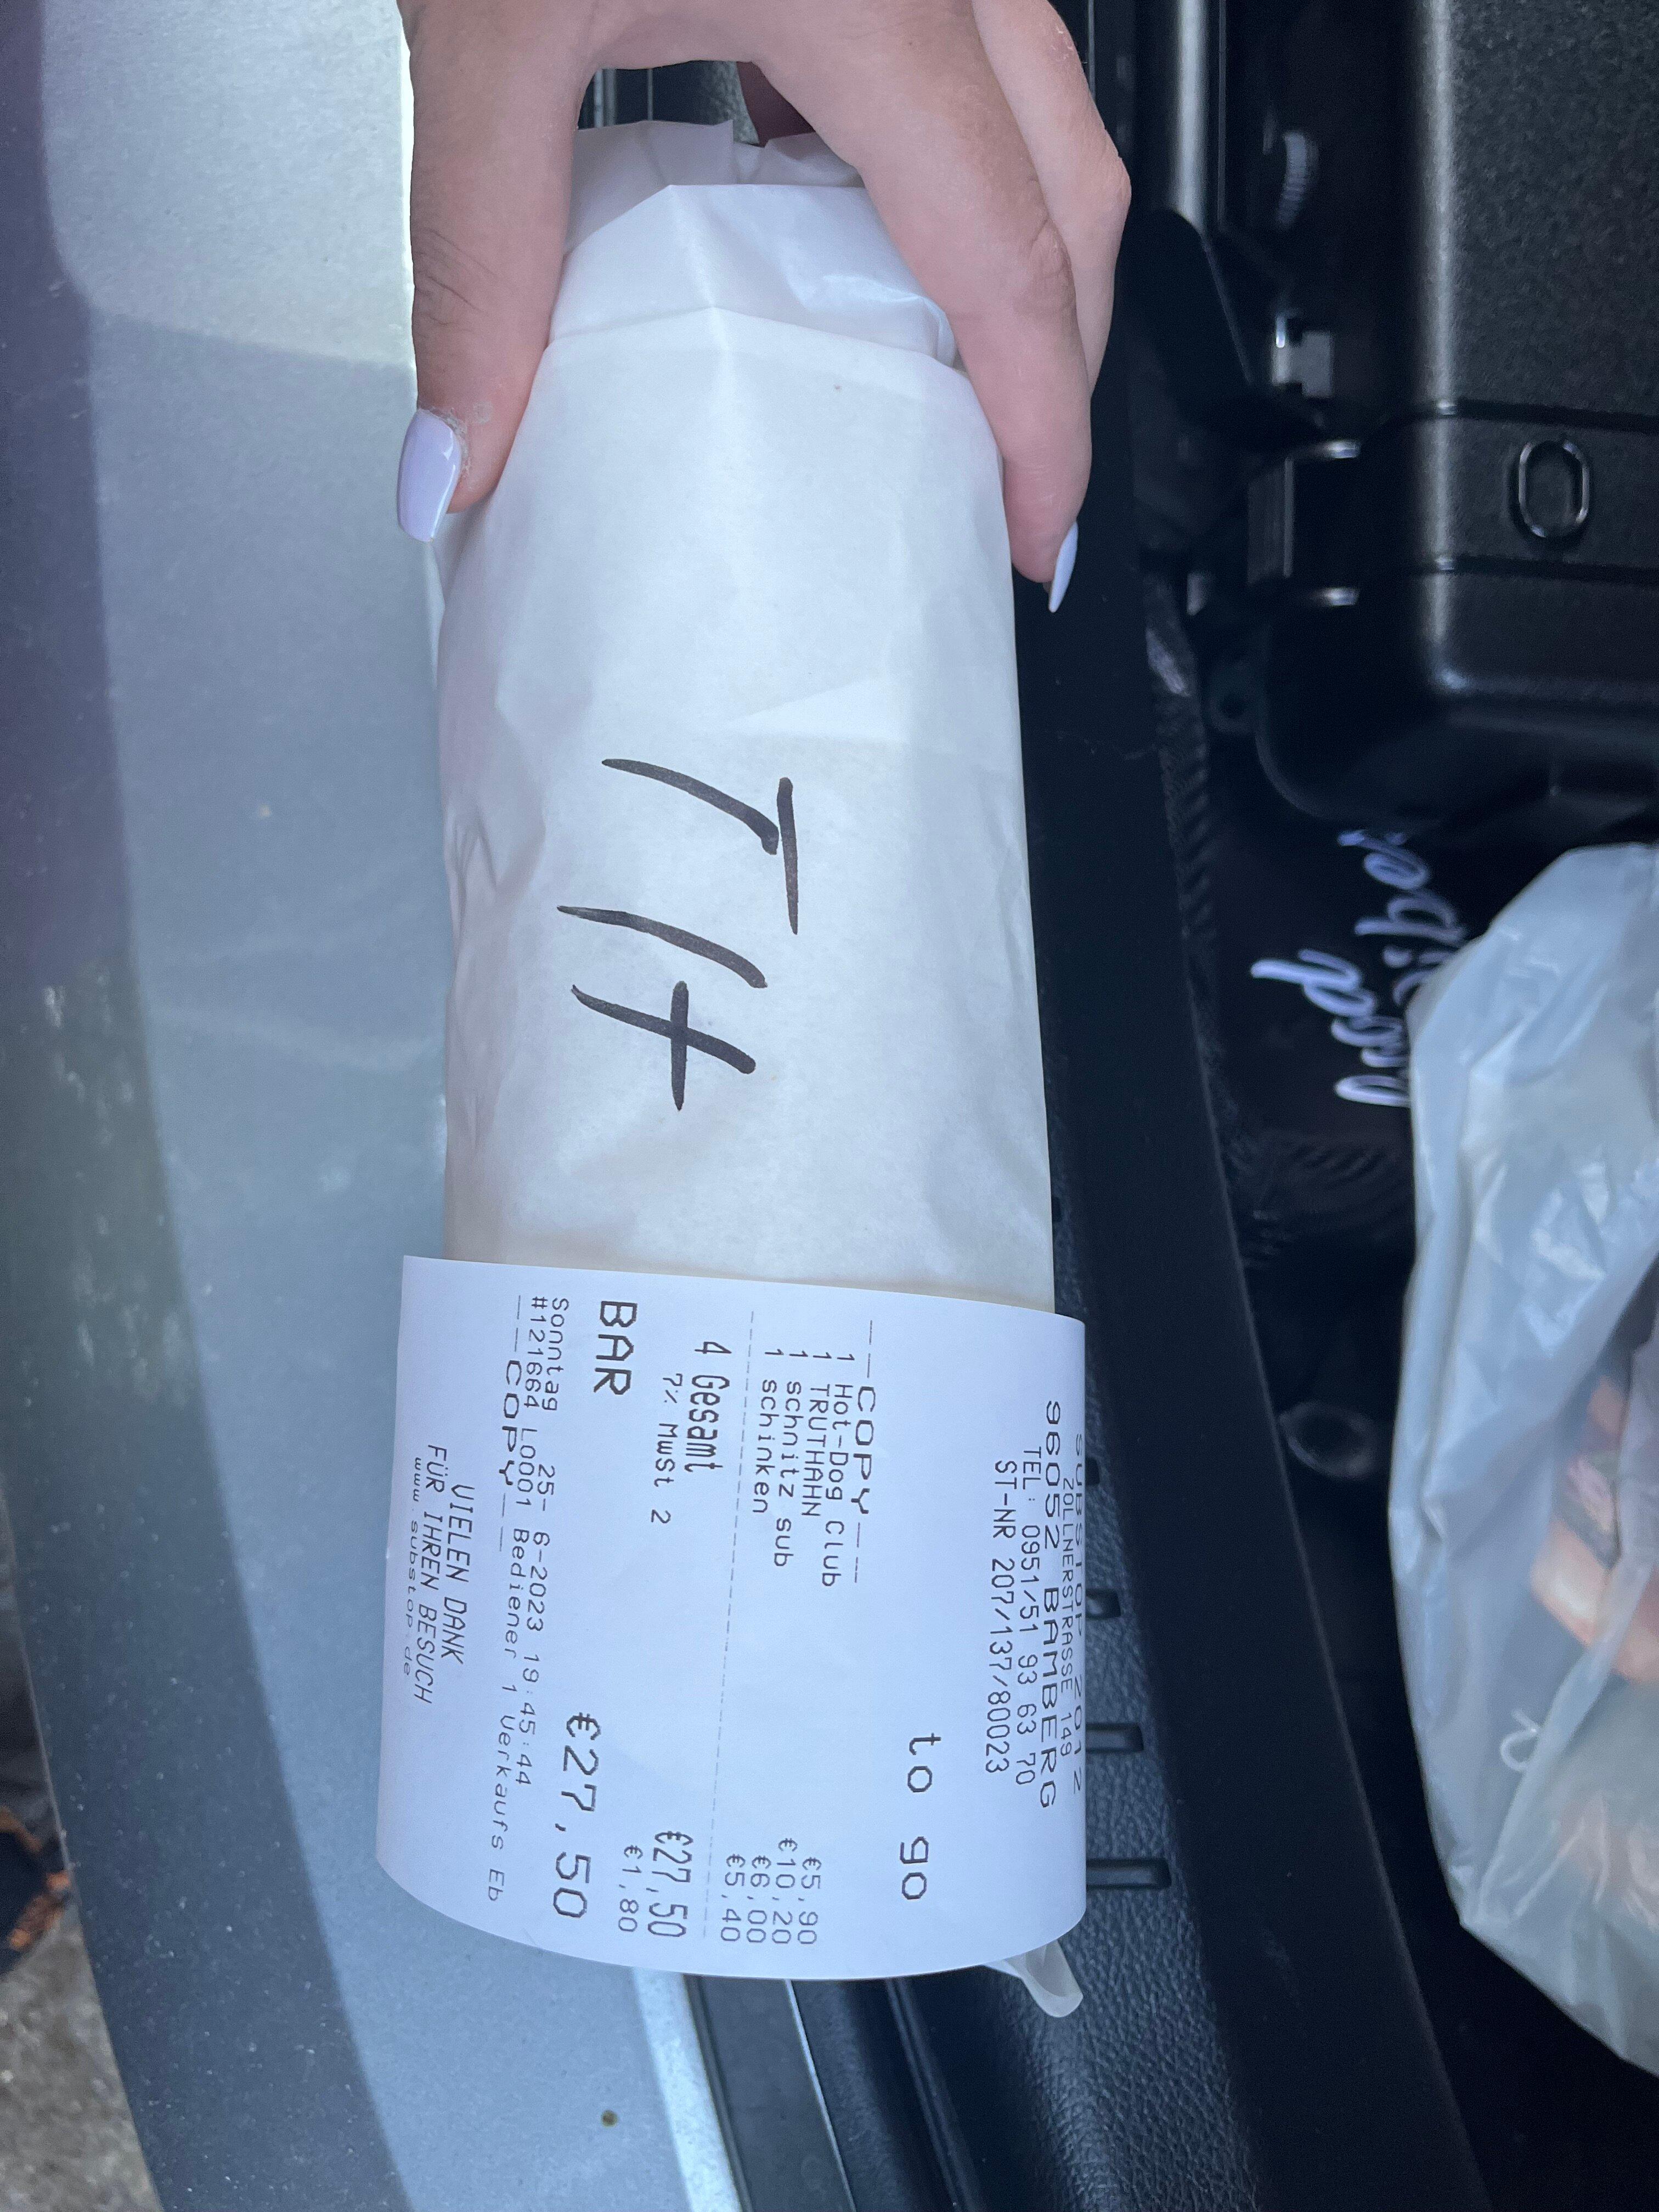 T H
SUBSTOP 2012
ZOLLNERSTRASSE 149
96052 BAMBERG
TEL: 0951/51 93 63 70
ST-NR 207/137/80023
to go
---COPY---
1 Hot-Dog Club €5,90
1 TRUTHAHN €10,20
1 schnitz sub €6,00
1 schinken €5,40
4 Gesamt €27,50
7% MwSt 2 €1,80
BAR €27,50
Sonntag 25- 6-2023 19:45:44
#121664 L0001 Bediener 1 Verkaufs Eb
---COPY---
VIELEN DANK
FÜR IHREN BESUCH
www.substop.de